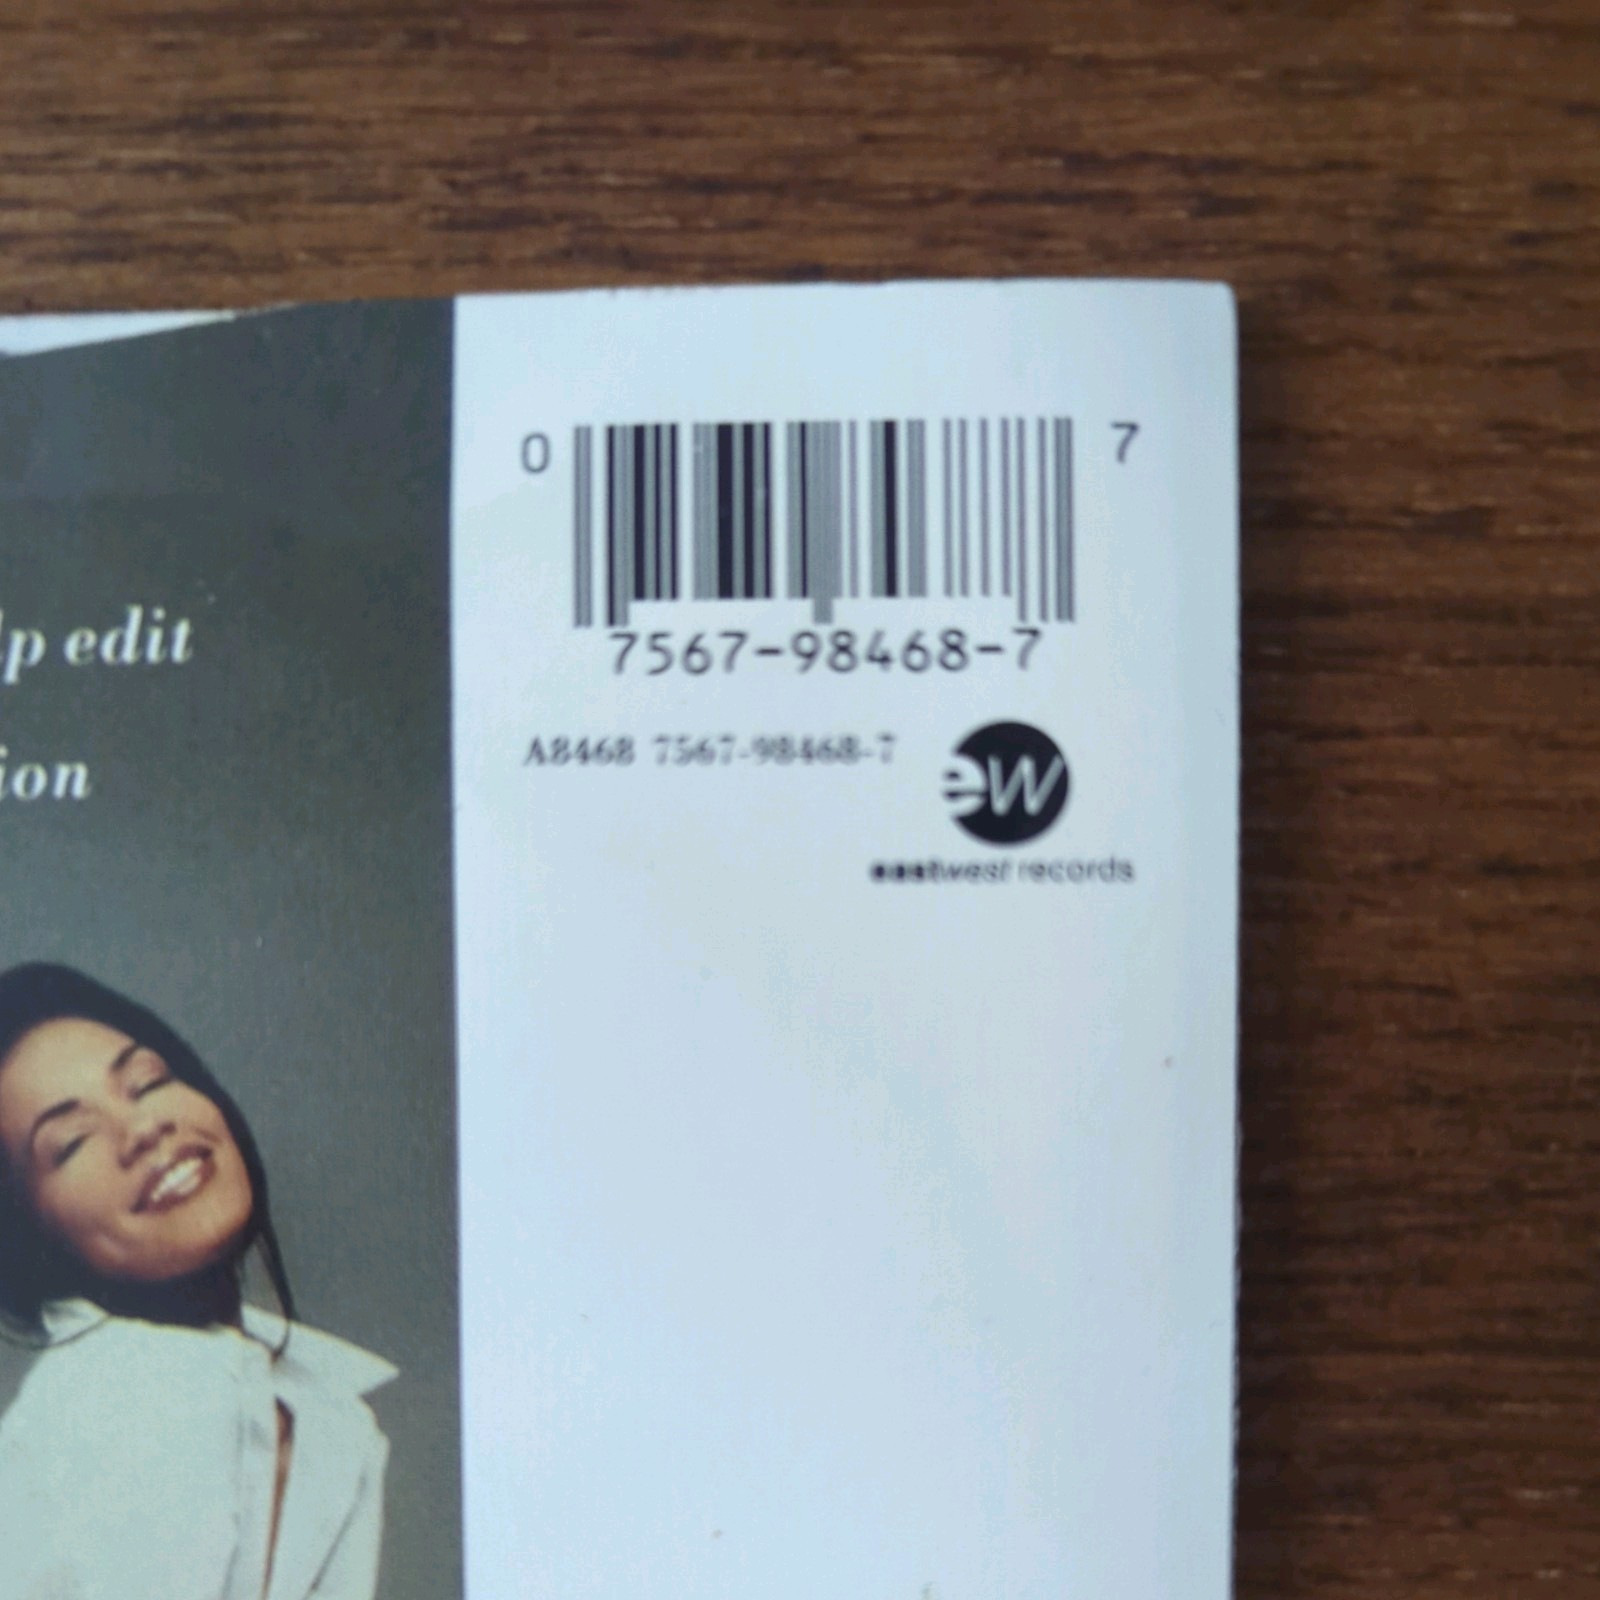 0 7
7567-98468-7
lp edit
A8468 7567-98468-7
ion
ew
eastwest records